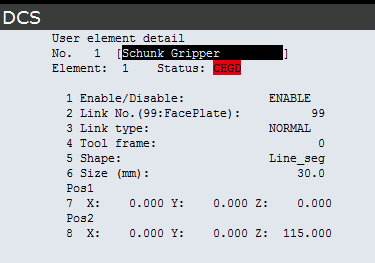 DCS
User element detail
No. 1 [Schunk Gripper ]
Element: 1 Status: CHGD
1 Enable/Disable: ENABLE
2 Link No.(99:FacePlate): 99
3 Link type: NORMAL
4 Tool frame: 0
5 Shape: Line_seg
6 Size (mm): 30.0
Pos1
7 X: 0.000 Y: 0.000 Z: 0.000
Pos2
8 X: 0.000 Y: 0.000 Z: 115.000